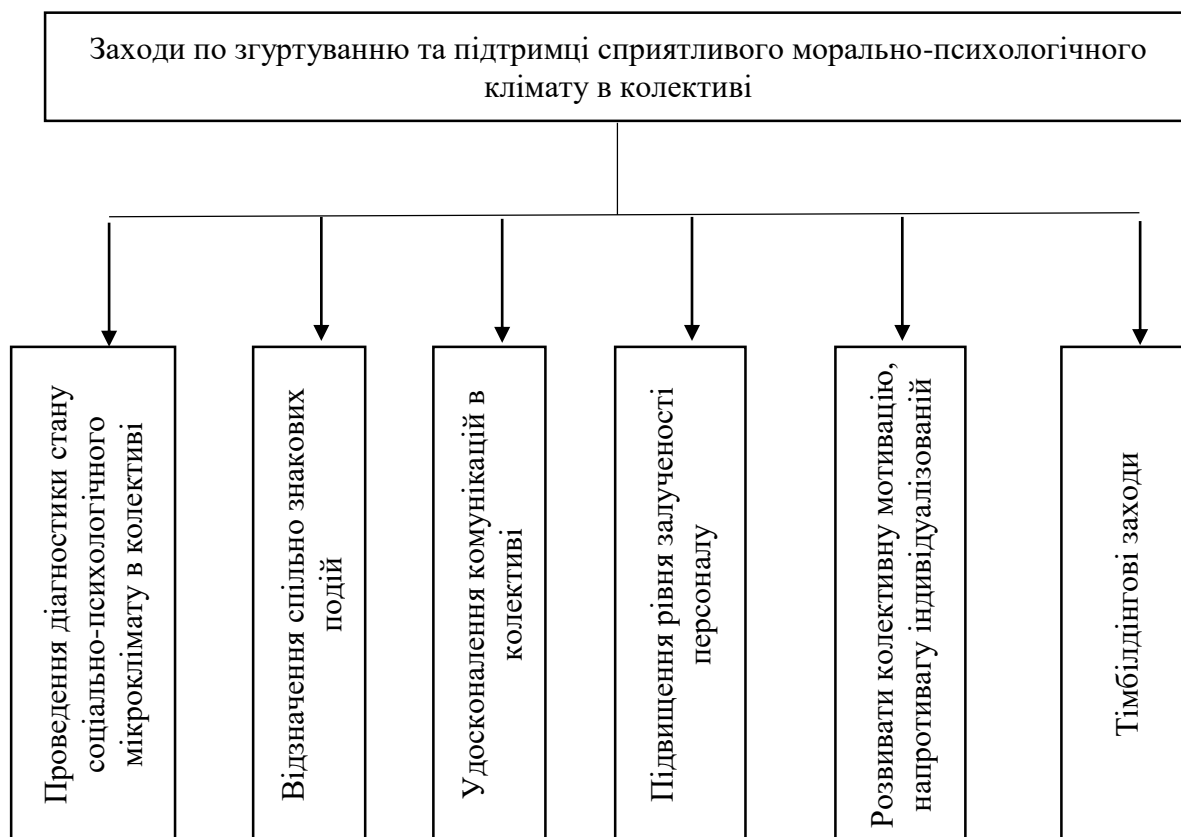 Заходи по згуртуванню та підтримці сприятливого морально-психологічного
клімату в колективі
Проведення діагностики стану
соціально-психологічного
мікроклімату в колективі
Відзначення спільно знакових
подій
Удосконалення комунікацій в
колективі
Підвищення рівня залученості
персоналу
Розвивати колективну мотивацію,
напротивагу індивідуалізованій
Тімбілдінгові заходи